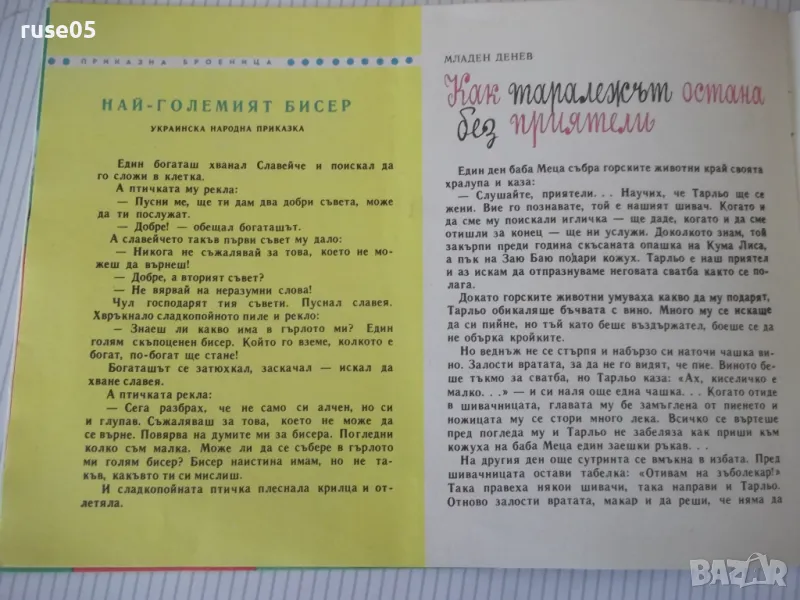 ruse05
ПРИКАЗНА БРОЕНИЦА
НАЙ-ГОЛЕМИЯТ БИСЕР
УКРАИНСКА НАРОДНА ПРИКАЗКА
Един богаташ хванал Славейче и поискал да
го сложи в клетка.
А птичката му рекла:
— Пусни ме, ще ти дам два добри съвета, може
да ти послужат.
— Добре! — обещал богаташът.
А славейчето такъв първи съвет му дало:
— Никога не съжалявай за това, което не мо-
жеш да върнеш!
— Добре, а вторият съвет?
— Не вярвай на неразумни слова!
Чул господарят тия съвети. Пуснал славея.
Хвръкнало сладкопойното пиле и рекло:
— Знаеш ли какво има в гърлото ми? Един
голям скъпоценен бисер. Който го вземе, колкото е
богат, по-богат ще стане!
Богаташът се затюхкал, заскачал — искал да
хване славея.
А птичката рекла:
— Сега разбрах, че не само си алчен, но си
и глупав. Съжаляваш за това, което не може да
се върне. Повярва на думите ми за бисера. Погледни
колко съм малка. Може ли да се събере в гърлото
ми голям бисер? Бисер наистина имам, но не та-
къв, какъвто ти си мислиш.
И сладкопойната птичка плеснала крилца и от-
летяла.
МЛАДЕН ДЕНЕВ
Как таралежът остана
без приятели
Един ден баба Меца събра горските животни край своята
хралупа и каза:
— Слушайте, приятели... Научих, че Тарльо ще се
жени. Вие го познавате, той е нашият шивач. Когато и
да сме му поискали игличка — ще даде, когато и да сме
отишли за конец — ще ни услужи. Доколкото знам, той
закърпи преди година скъсаната опашка на Кума Лиса,
а пък на Заю Баю подари кожух. Тарльо е наш приятел
и аз искам да отпразнуваме неговата сватба както се по-
лага.
Докато горските животни умуваха какво да му подарят,
Тарльо обикаляше бъчвата с вино. Много му се искаше
да си пийне, но тъй като беше въздържател, боеше се да
не обърка кройките.
Но веднъж не се стърпя и набързо си наточи чашка ви-
но. Залости вратата, за да не го видят, че пие. Виното бе-
ше тъкмо за сватба, но Тарльо каза: «Ах, киселичко е
малко...» — и си наля още една чашка... Когато отиде
в шивачницата, главата му бе замъглена от пиенето и
ножицата му се стори много лека. Всичко се въртеше
пред погледа му и Тарльо не забеляза как приши към
кожуха на баба Меца един заешки ръкав...
На другия ден още сутринта се вмъкна в избата. Пред
шивачницата остави табелка: «Отивам на зъболекар!»
Така правеха някои шивачи, така направи и Тарльо.
Отново залости вратата, макар и да реши, че няма да
BAZAR